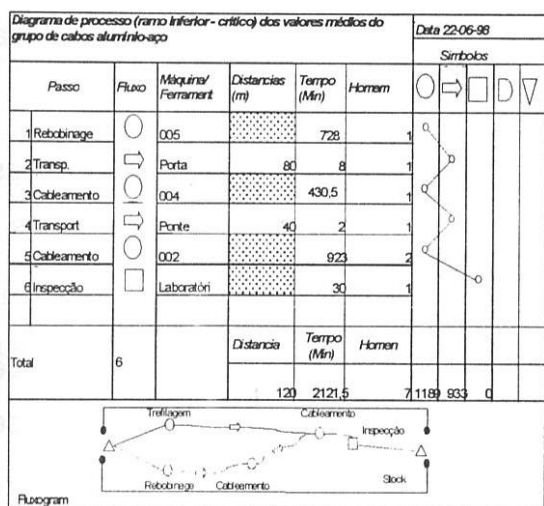 Diagrama de processo (ramo Inferior - crítico) dos valores médios do
grupo de cabos alumínio-aço
Data 22-06-98
Simbolos
Passo Fluxo Máquina/ Ferrament Distancias (m) Tempo (Min) Homem
1 Rebobinage 005 728 1
2 Transp. Porta 80 8 1
3 Cableamento 004 430,5 1
4 Transport Ponte 40 2 1
5 Cableamento 002 923 2
6 Inspecção Laboratóri 30 1
Distancia Tempo (Min) Homen
Total 6
120 2121,5 7 1189 933 0
Trefilagem Cableamento
Inspecção
Rebobinage Cableamento
Stock
Fluxogram